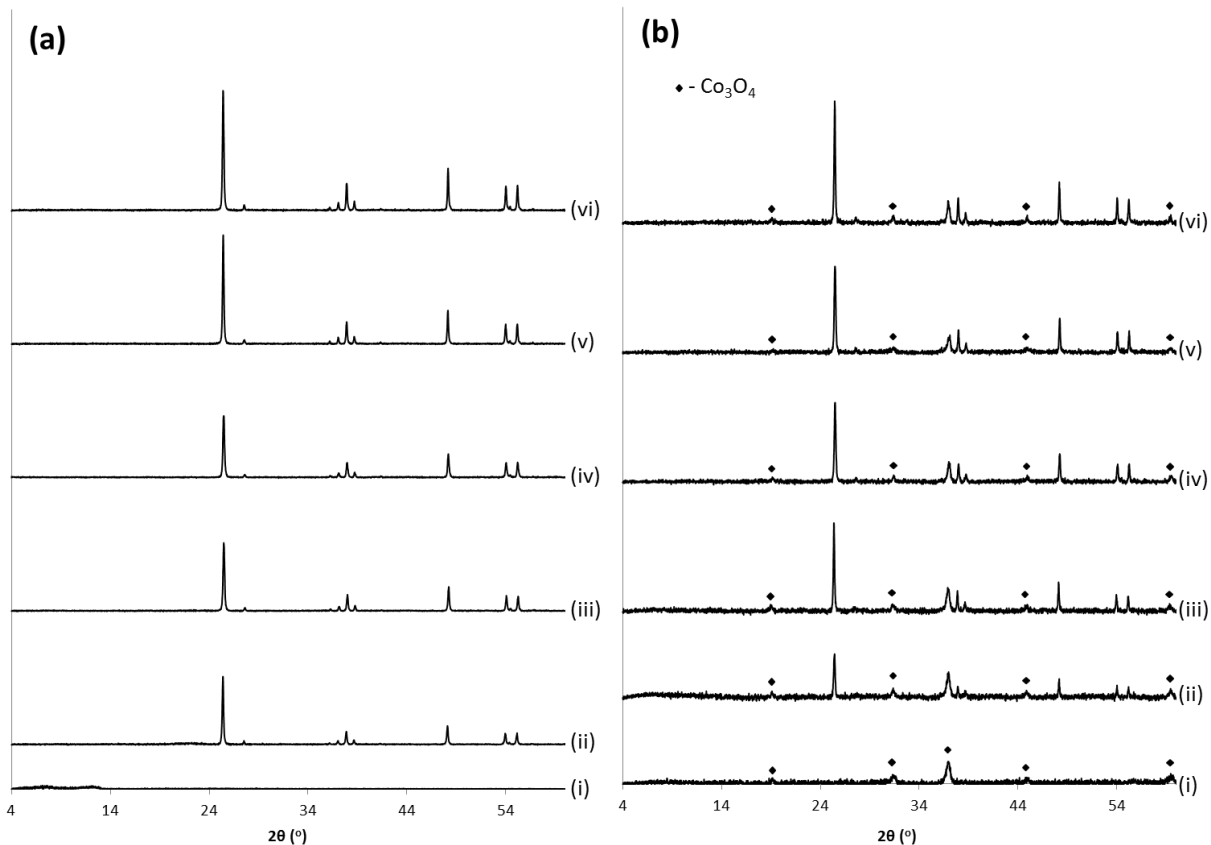 (a)
(vi)
(v)
(iv)
(iii)
(ii)
(i)
4 14 24 34 44 54
2θ (°)
(b)
⬥ - Co₃O₄
(vi)
(v)
(iv)
(iii)
(ii)
(i)
4 14 24 34 44 54
2θ (°)